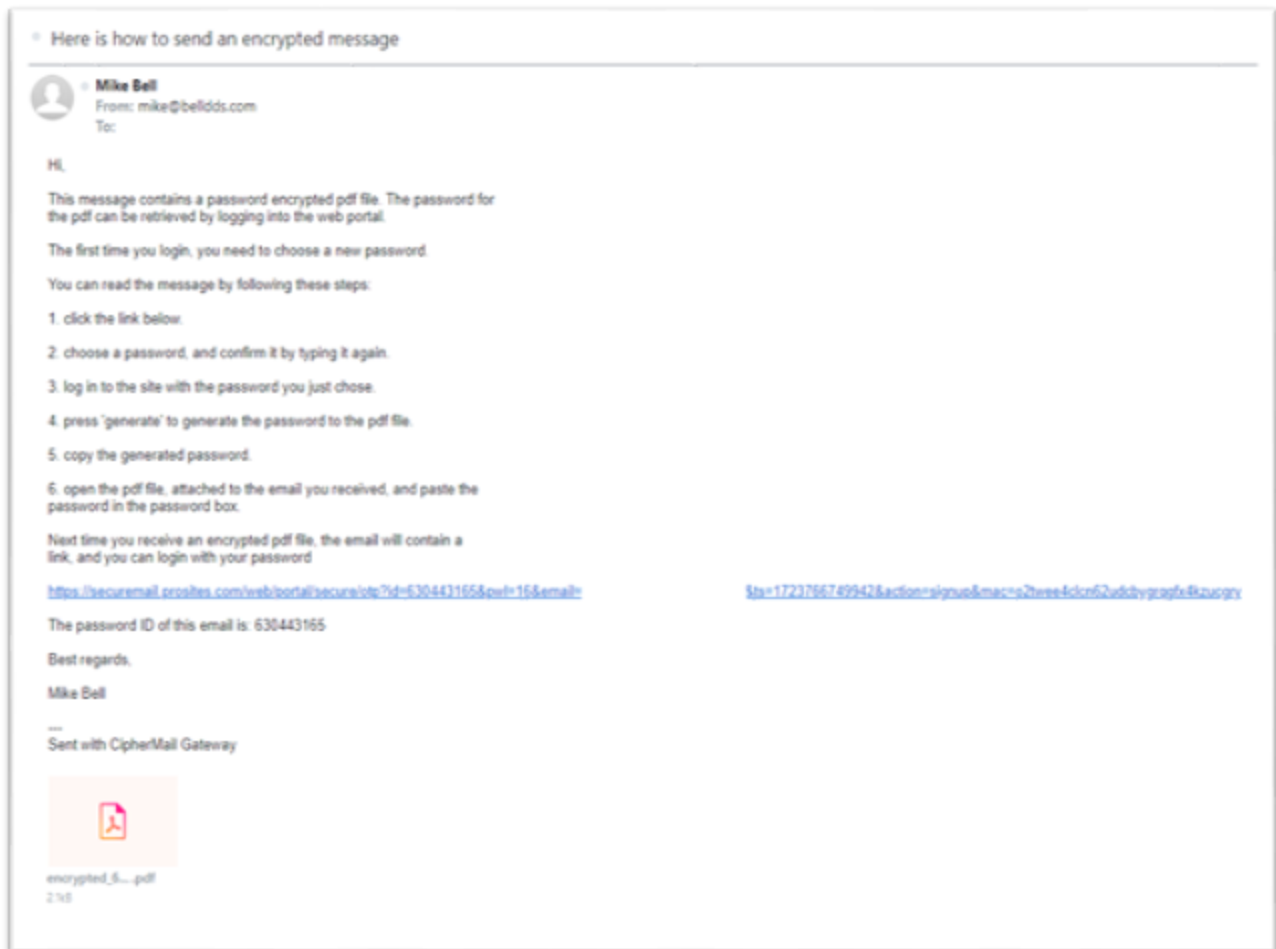 Here is how to send an encrypted message
Mike Bell
From: mike@belldds.com
To:
Hi,
This message contains a password encrypted pdf file. The password for
the pdf can be retrieved by logging into the web portal.
The first time you login, you need to choose a new password.
You can read the message by following these steps:
1. click the link below.
2. choose a password, and confirm it by typing it again.
3. log in to the site with the password you just chose.
4. press 'generate' to generate the password to the pdf file.
5. copy the generated password.
6. open the pdf file, attached to the email you received, and paste the
password in the password box.
Next time you receive an encrypted pdf file, the email will contain a
link, and you can login with your password
https://securemail.prosites.com/web/portal/secure/otp?id=630443165&pwl=16&email=
The password ID of this email is: 630443165
Best regards,
Mike Bell
---
Sent with CipherMail Gateway
encrypted_6.....pdf